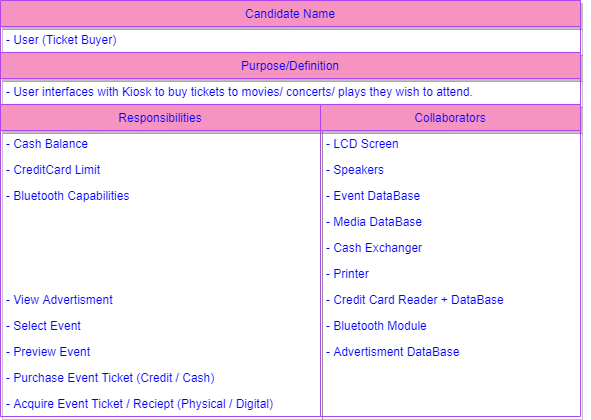 Candidate Name
- User (Ticket Buyer)
Purpose/Definition
- User interfaces with Kiosk to buy tickets to movies/ concerts/ plays they wish to attend.
Responsibilities
- Cash Balance
- CreditCard Limit
- Bluetooth Capabilities
- View Advertisment
- Select Event
- Preview Event
- Purchase Event Ticket (Credit / Cash)
- Acquire Event Ticket / Reciept (Physical / Digital)
Collaborators
- LCD Screen
- Speakers
- Event DataBase
- Media DataBase
- Cash Exchanger
- Printer
- Credit Card Reader + DataBase
- Bluetooth Module
- Advertisment DataBase